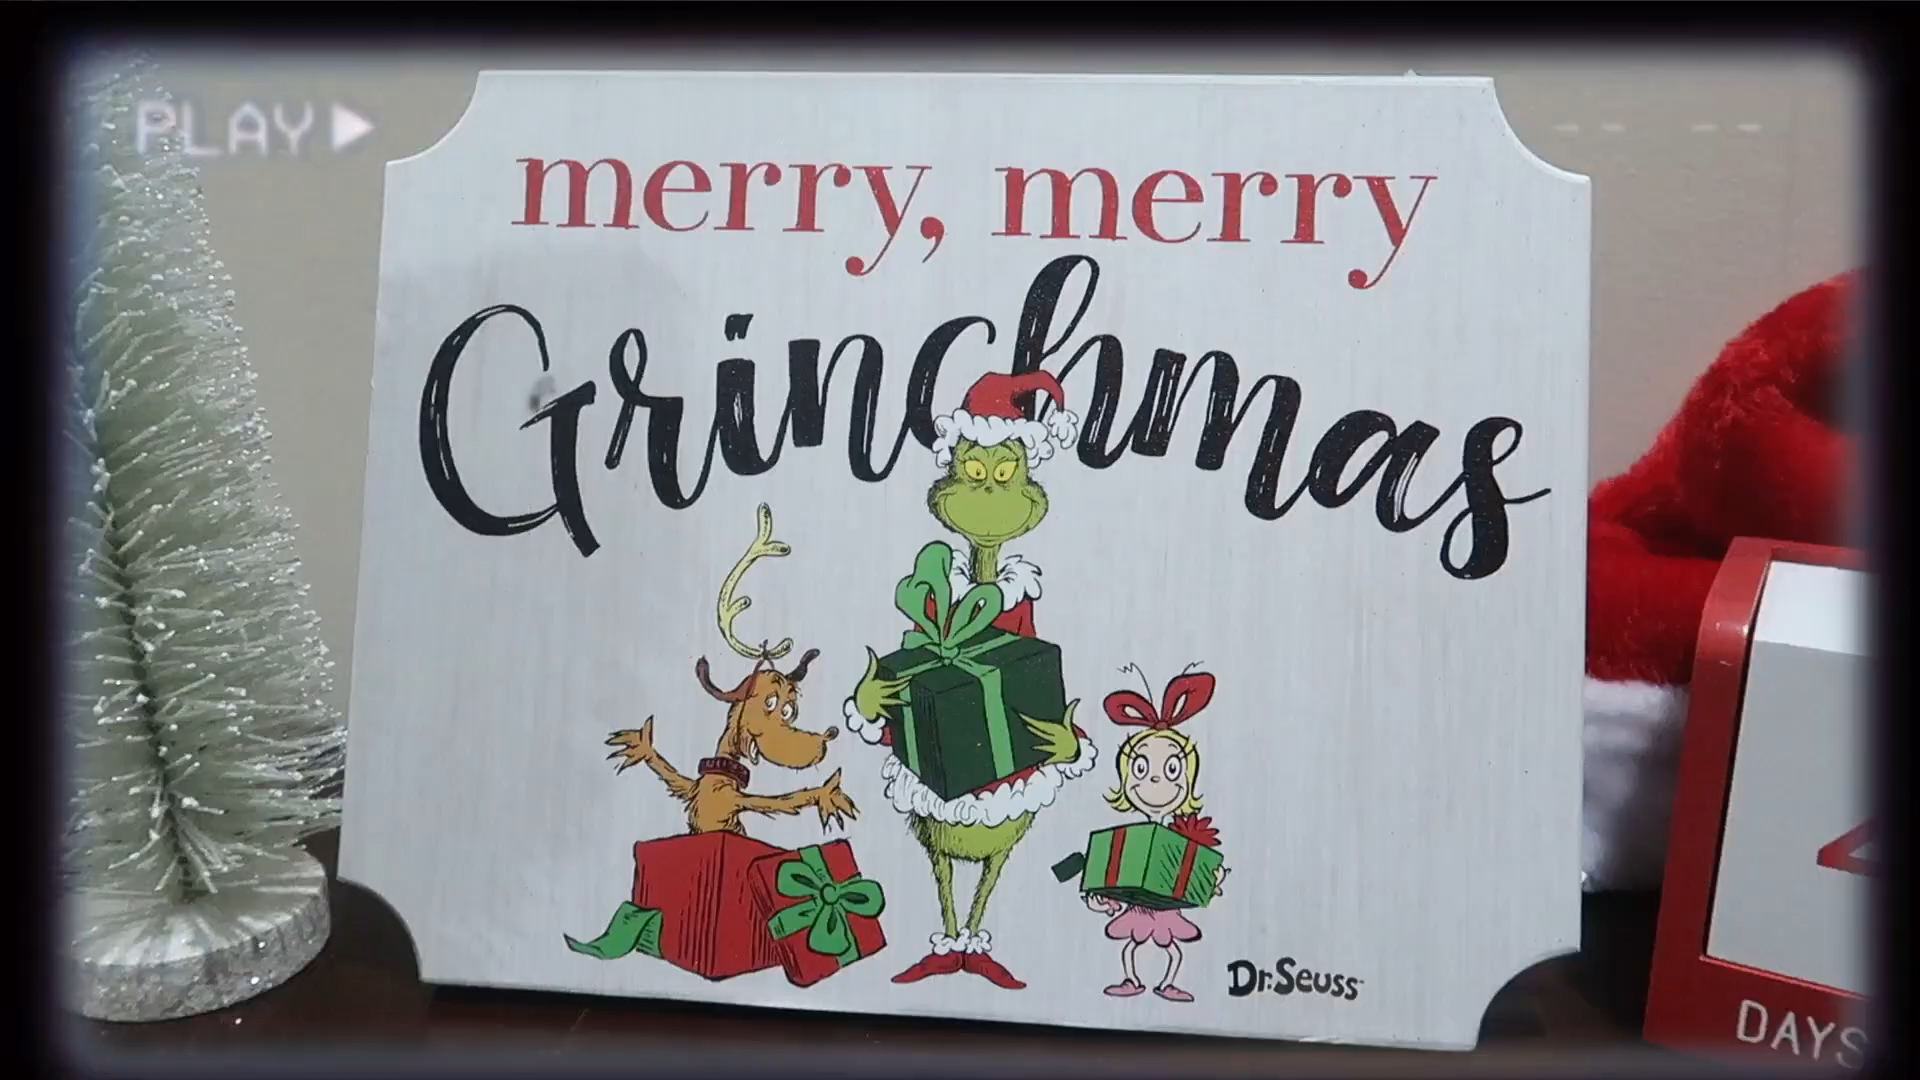 PLAY
merry, merry
Grinchmas
Dr. Seuss
DAYS